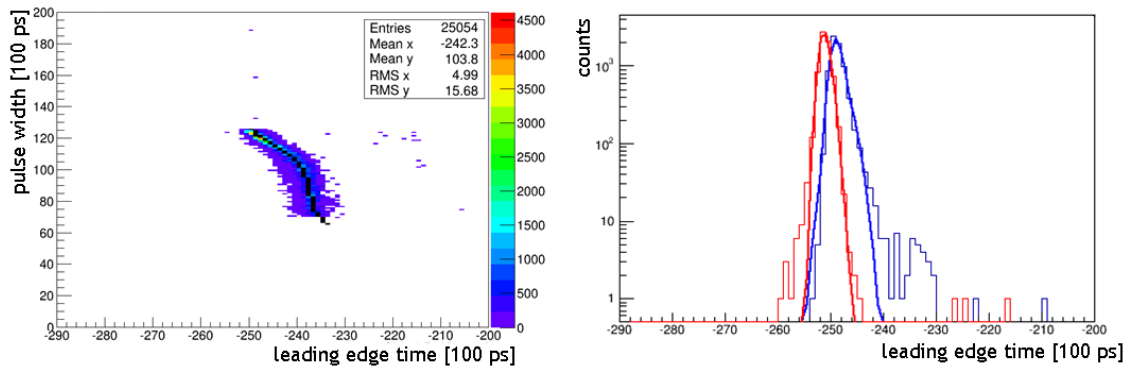 200
180
160
140
120
100
80
60
40
20
0
pulse width [100 ps]
Entries 25054
Mean x -242.3
Mean y 103.8
RMS x 4.99
RMS y 15.68
4500
4000
3500
3000
2500
2000
1500
1000
500
0
-290 -280 -270 -260 -250 -240 -230 -220 -210 -200
leading edge time [100 ps]
counts
10³
10²
10
1
-290 -280 -270 -260 -250 -240 -230 -220 -210 -200
leading edge time [100 ps]